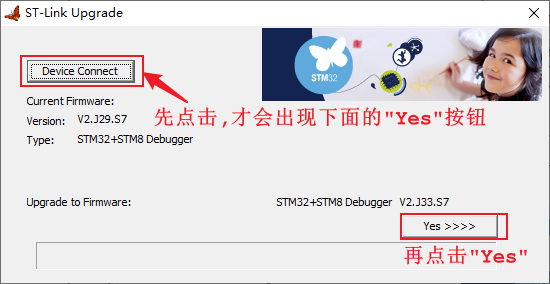 ST-Link Upgrade
Device Connect
STM32
先点击,才会出现下面的"Yes"按钮
Current Firmware:
Version: V2.J29.S7
Type: STM32+STM8 Debugger
Upgrade to Firmware: STM32+STM8 Debugger V2.J33.S7
Yes >>>>
再点击"Yes"